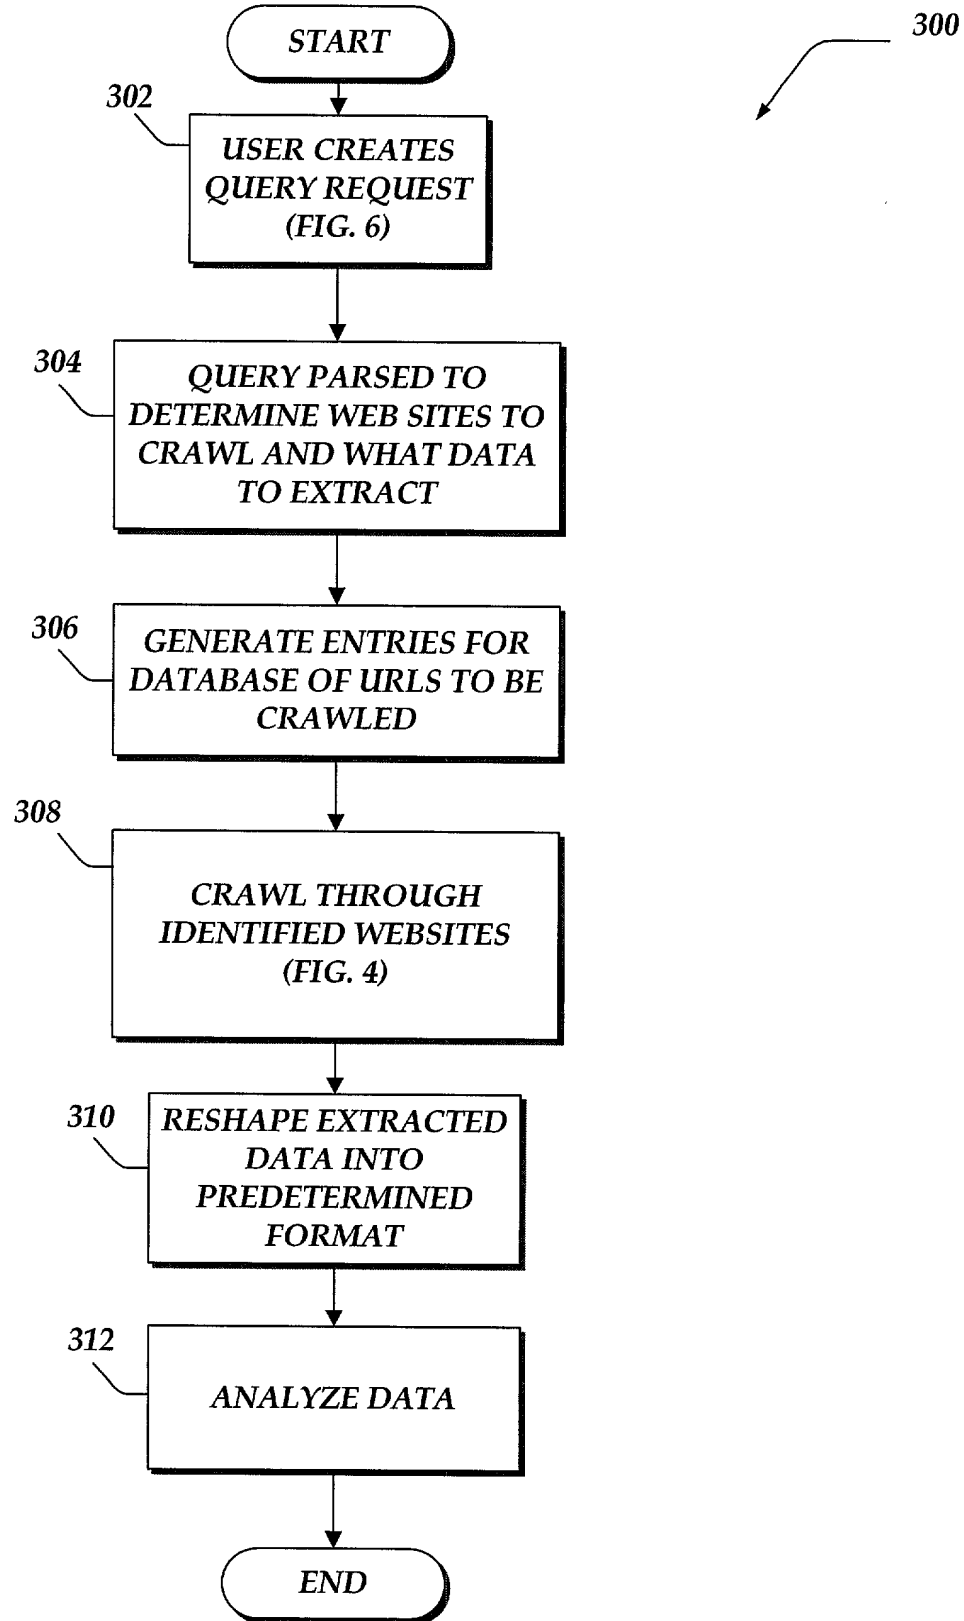 START
300
302
USER CREATES
QUERY REQUEST
(FIG. 6)
304
QUERY PARSED TO
DETERMINE WEB SITES TO
CRAWL AND WHAT DATA
TO EXTRACT
306
GENERATE ENTRIES FOR
DATABASE OF URLS TO BE
CRAWLED
308
CRAWL THROUGH
IDENTIFIED WEBSITES
(FIG. 4)
310
RESHAPE EXTRACTED
DATA INTO
PREDETERMINED
FORMAT
312
ANALYZE DATA
END